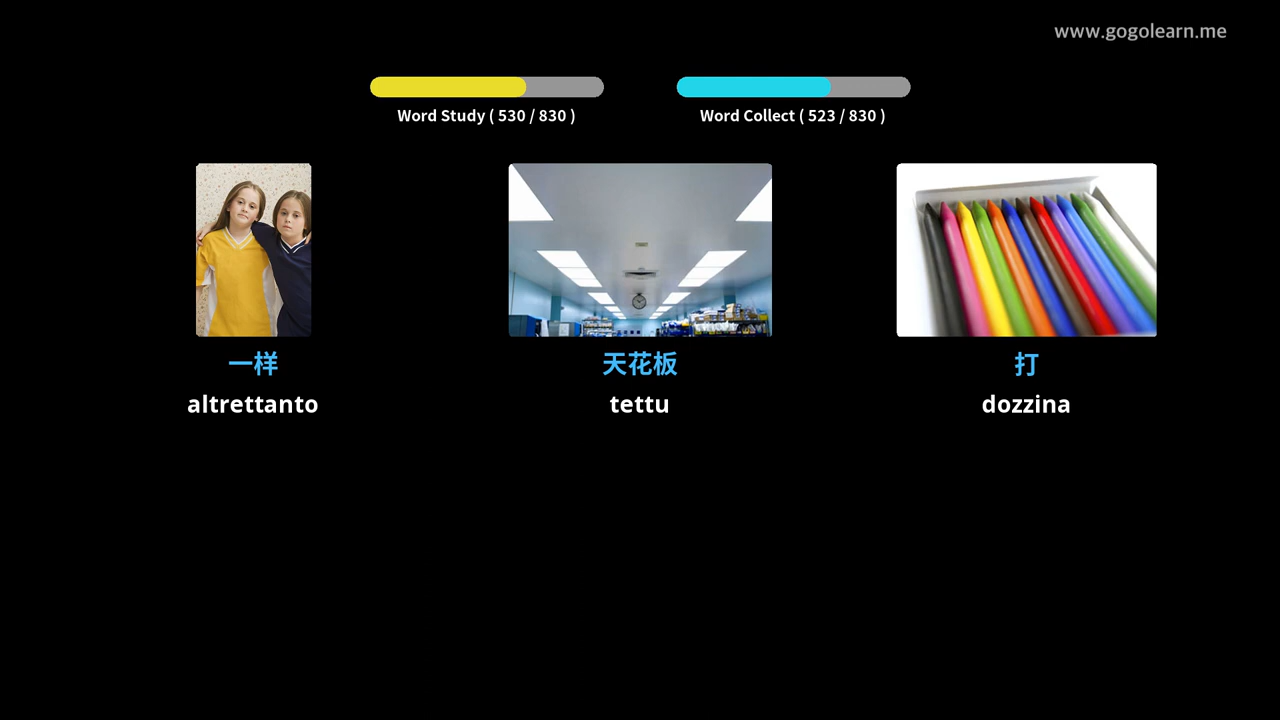 www.gogolearn.me
Word Study ( 530 / 830 )
Word Collect ( 523 / 830 )
一样
天花板
打
altrettanto
tettu
dozzina